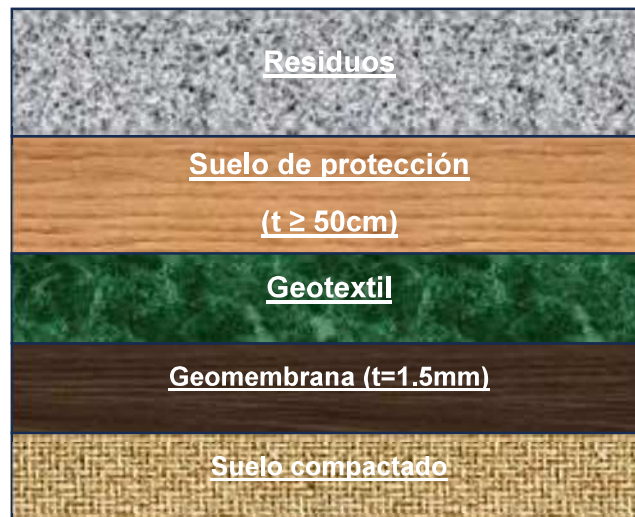 Residuos
Suelo de protección
(t ≥ 50cm)
Geotextil
Geomembrana (t=1.5mm)
Suelo compactado